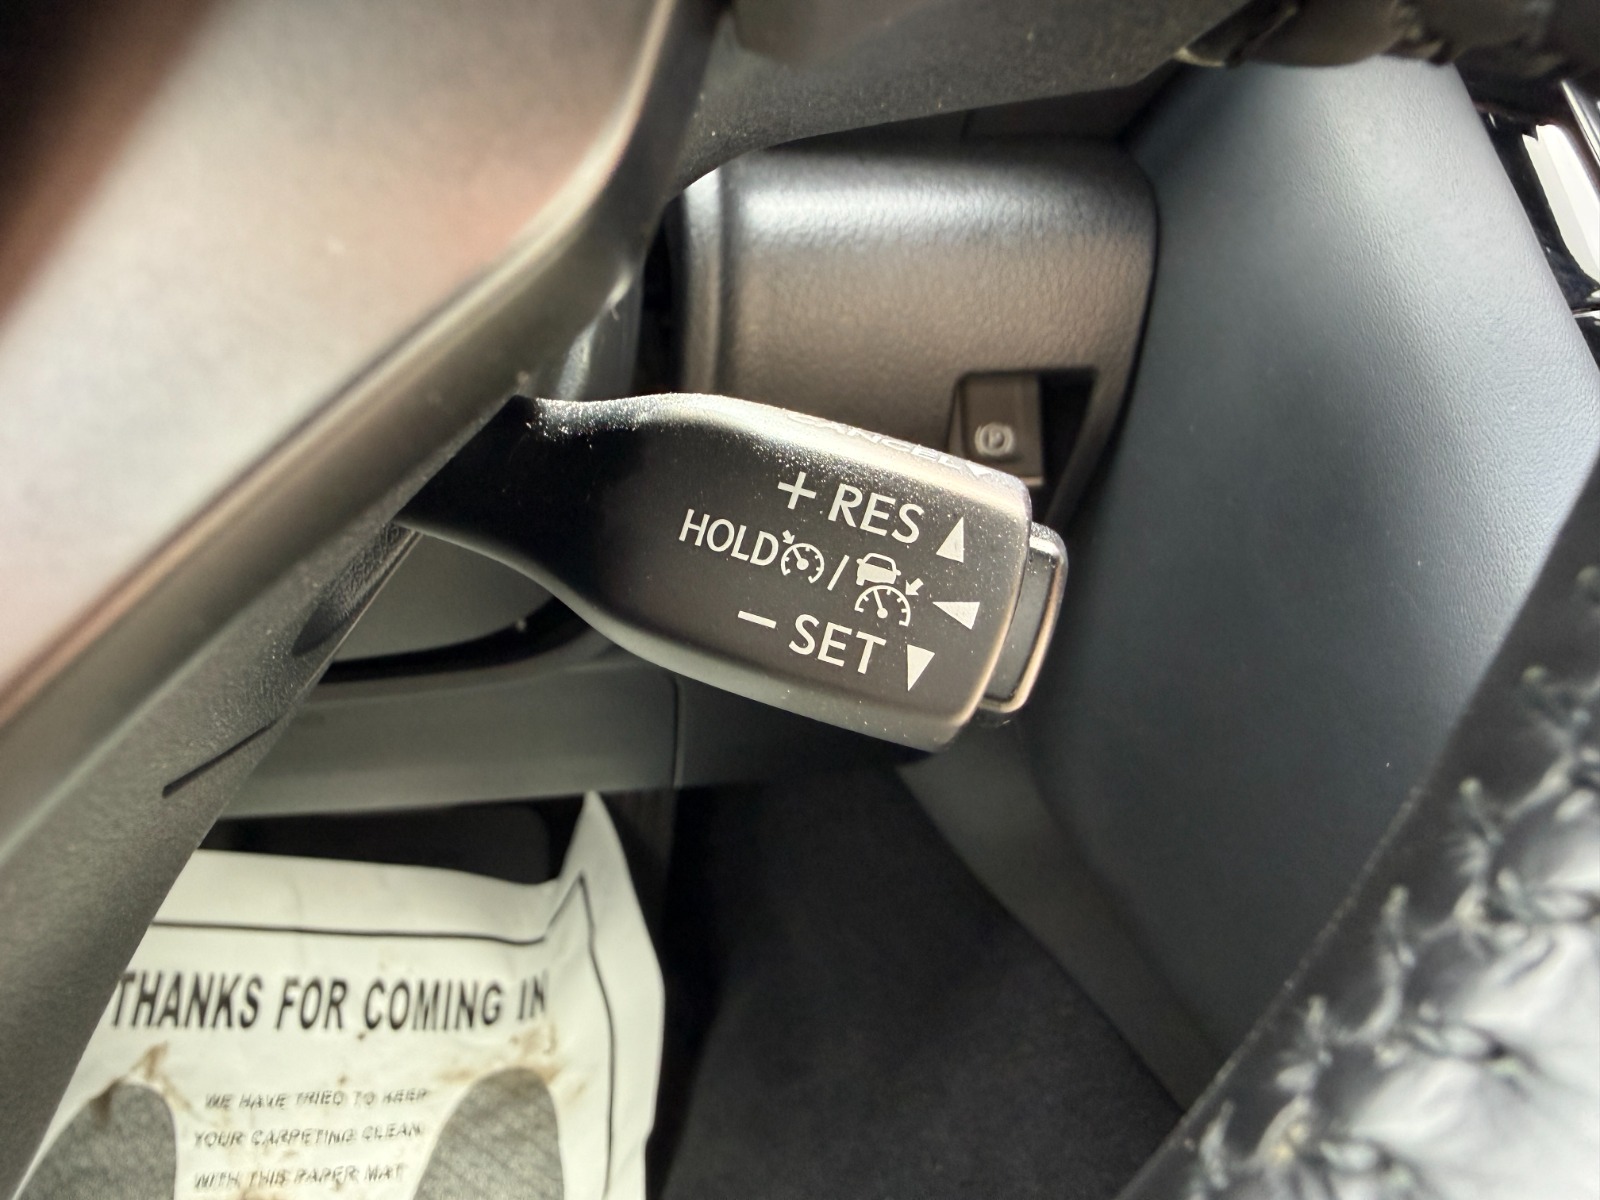 CANCEL
P
+ RES
HOLD /
− SET
THANKS FOR COMING IN
WE HAVE TRIED TO KEEP
YOUR CARPETING CLEAN
WITH THIS PAPER MAT